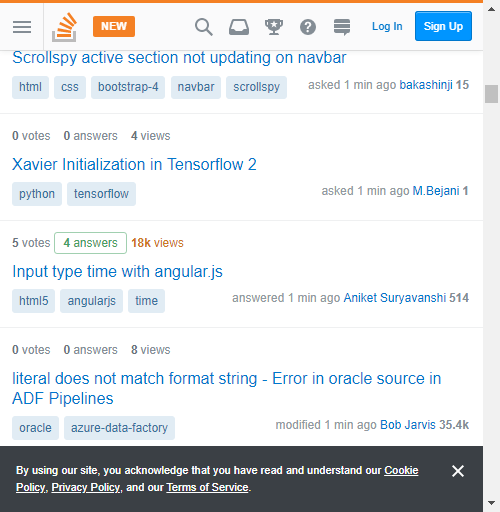 NEW Log In Sign Up
Scrollspy active section not updating on navbar
html css bootstrap-4 navbar scrollspy
asked 1 min ago bakashinji 15
0 votes 0 answers 4 views
Xavier Initialization in Tensorflow 2
python tensorflow
asked 1 min ago M.Bejani 1
5 votes 4 answers 18k views
Input type time with angular.js
html5 angularjs time
answered 1 min ago Aniket Suryavanshi 514
0 votes 0 answers 8 views
literal does not match format string - Error in oracle source in
ADF Pipelines
oracle azure-data-factory
modified 1 min ago Bob Jarvis 35.4k
By using our site, you acknowledge that you have read and understand our Cookie
Policy, Privacy Policy, and our Terms of Service.